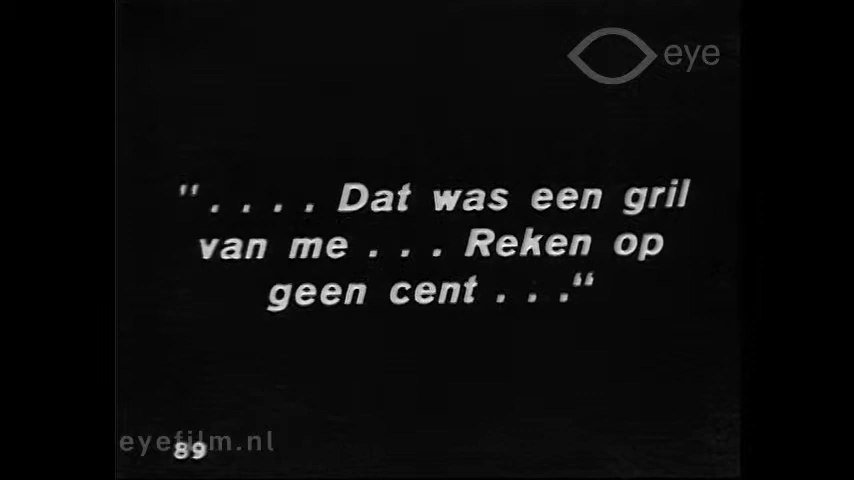 eye
". . . . Dat was een gril
van me . . . Reken op
geen cent . . ."
eyefilm.nl
89